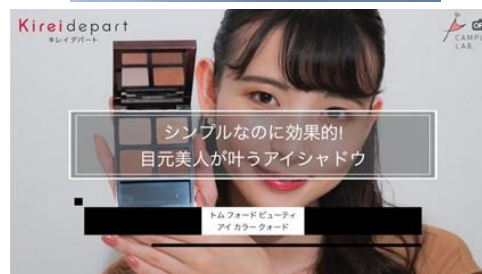 Kireidepart
キレイデパート
CAMPUS
LAB.
シンプルなのに効果的!
目元美人が叶うアイシャドウ
トム フォード ビューティ
アイ カラー クォード